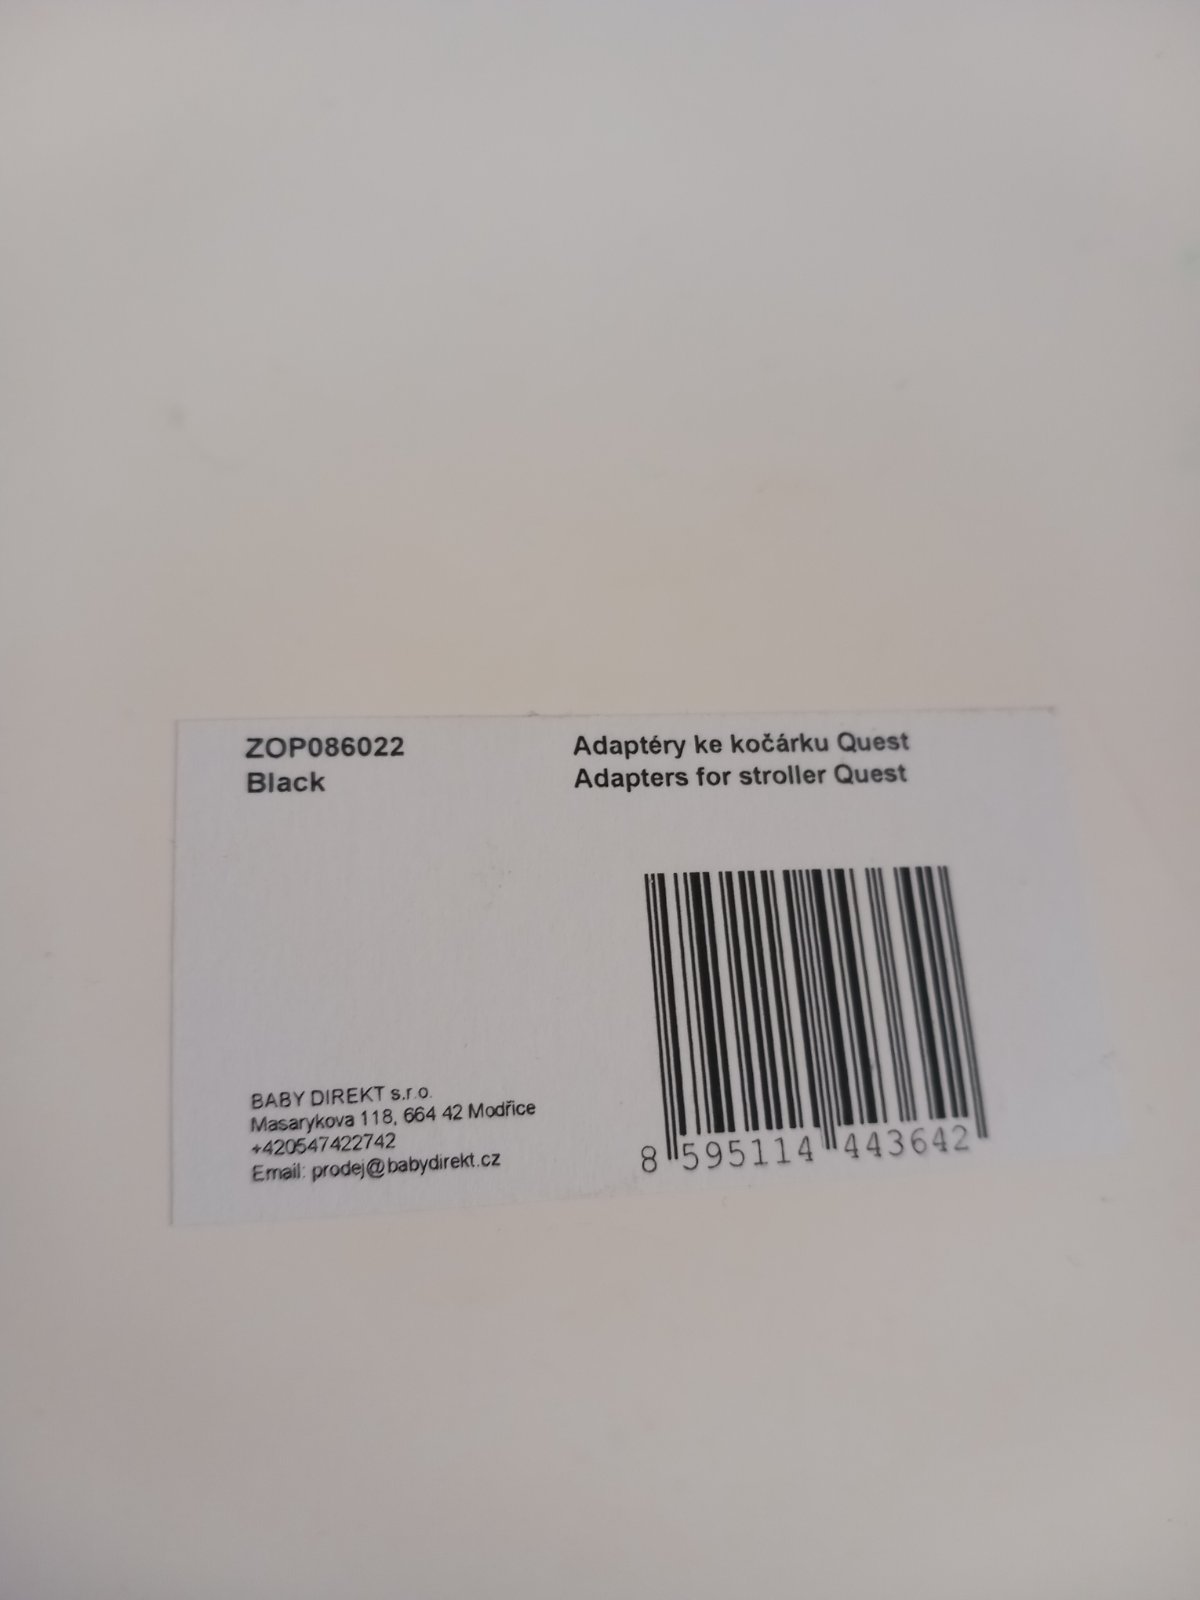 ZOP086022
Black
Adaptéry ke kočárku Quest
Adapters for stroller Quest
BABY DIREKT s.r.o.
Masarykova 118, 664 42 Modřice
+420547422742
Email: prodej@babydirekt.cz
8 595114 443642